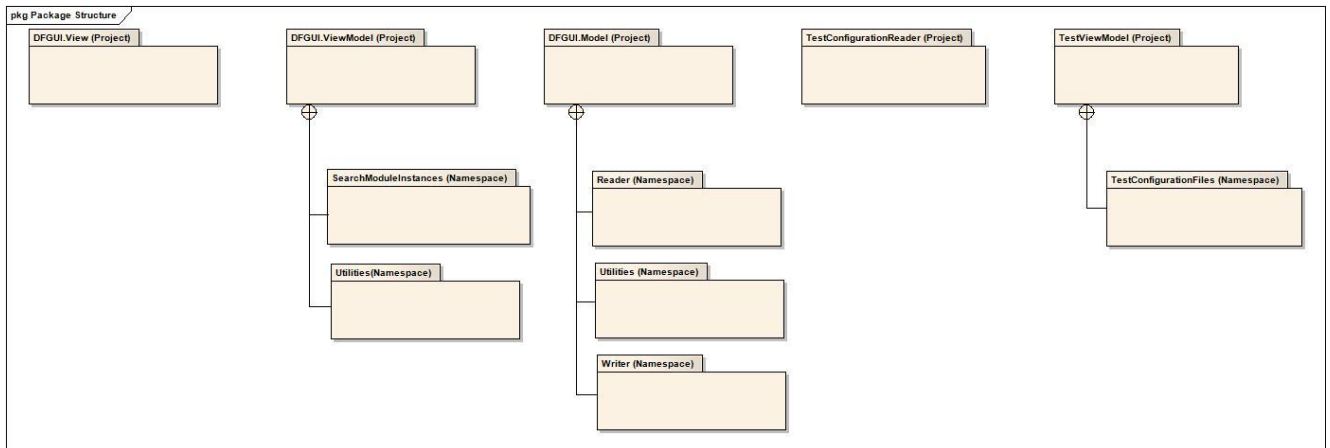 pkg Package Structure
DFGUI.View (Project)
DFGUI.ViewModel (Project)
DFGUI.Model (Project)
TestConfigurationReader (Project)
TestViewModel (Project)
SearchModuleInstances (Namespace)
Reader (Namespace)
TestConfigurationFiles (Namespace)
Utilities(Namespace)
Utilities (Namespace)
Writer (Namespace)